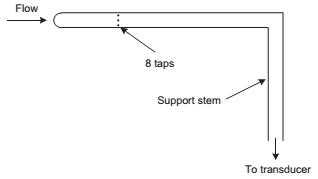 Flow
8 taps
Support stem
To transducer